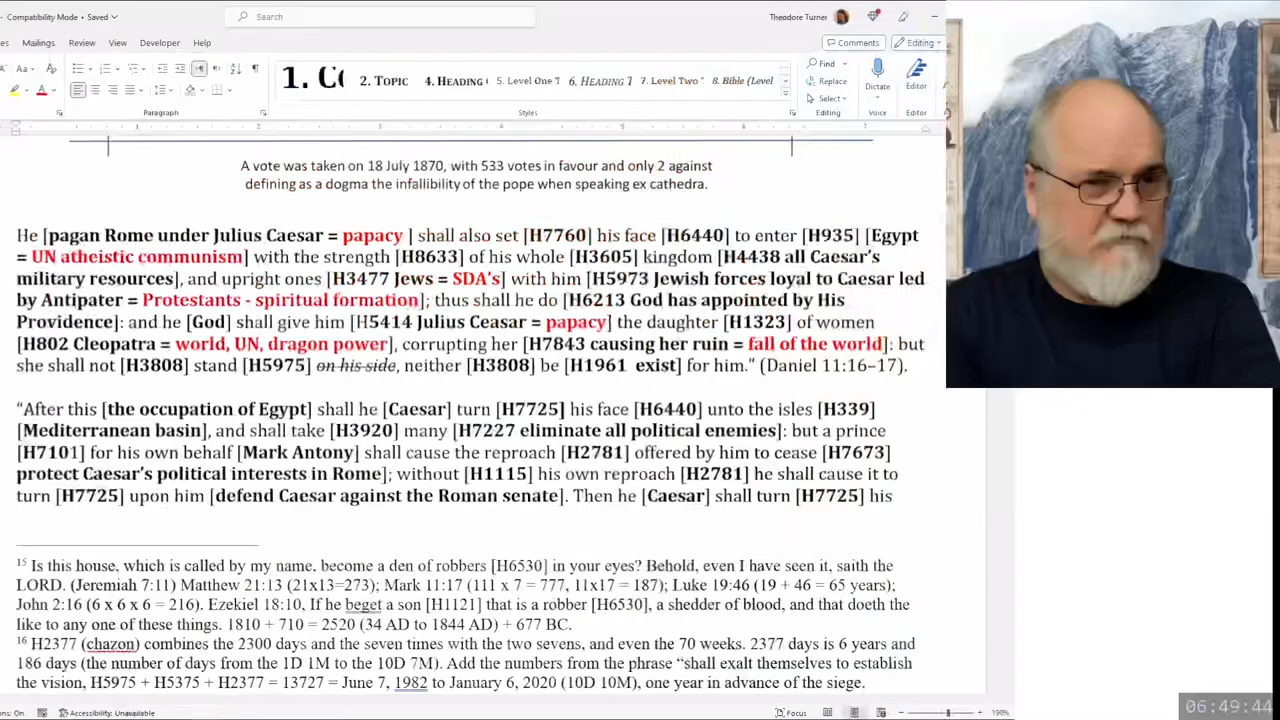 - Compatibility Mode • Saved
Search
Theodore Turner
Mailings Review View Developer Help
Comments
Editing
Aa
A
1. Co
2. TOPIC
4. HEADING
5. Level One
6. HEADING
7. Level Two
8. Bible (Level
Find
Replace
Select
Dictate
Editor
Paragraph
Styles
Editing
Voice
Editor
1 2 3 4 5 6 7
A vote was taken on 18 July 1870, with 533 votes in favour and only 2 against
defining as a dogma the infallibility of the pope when speaking ex cathedra.
He [pagan Rome under Julius Caesar = papacy ] shall also set [H7760] his face [H6440] to enter [H935] [Egypt
= UN atheistic communism] with the strength [H8633] of his whole [H3605] kingdom [H4438 all Caesar’s
military resources], and upright ones [H3477 Jews = SDA’s] with him [H5973 Jewish forces loyal to Caesar led
by Antipater = Protestants - spiritual formation]; thus shall he do [H6213 God has appointed by His
Providence]: and he [God] shall give him [H5414 Julius Ceasar = papacy] the daughter [H1323] of women
[H802 Cleopatra = world, UN, dragon power], corrupting her [H7843 causing her ruin = fall of the world]: but
she shall not [H3808] stand [H5975] on his side, neither [H3808] be [H1961 exist] for him.” (Daniel 11:16–17).
“After this [the occupation of Egypt] shall he [Caesar] turn [H7725] his face [H6440] unto the isles [H339]
[Mediterranean basin], and shall take [H3920] many [H7227 eliminate all political enemies]: but a prince
[H7101] for his own behalf [Mark Antony] shall cause the reproach [H2781] offered by him to cease [H7673]
protect Caesar’s political interests in Rome]; without [H1115] his own reproach [H2781] he shall cause it to
turn [H7725] upon him [defend Caesar against the Roman senate]. Then he [Caesar] shall turn [H7725] his
15 Is this house, which is called by my name, become a den of robbers [H6530] in your eyes? Behold, even I have seen it, saith the
LORD. (Jeremiah 7:11) Matthew 21:13 (21x13=273); Mark 11:17 (111 x 7 = 777, 11x17 = 187); Luke 19:46 (19 + 46 = 65 years);
John 2:16 (6 x 6 x 6 = 216). Ezekiel 18:10, If he beget a son [H1121] that is a robber [H6530], a shedder of blood, and that doeth the
like to any one of these things. 1810 + 710 = 2520 (34 AD to 1844 AD) + 677 BC.
16 H2377 (chazon) combines the 2300 days and the seven times with the two sevens, and even the 70 weeks. 2377 days is 6 years and
186 days (the number of days from the 1D 1M to the 10D 7M). Add the numbers from the phrase “shall exalt themselves to establish
the vision, H5975 + H5375 + H2377 = 13727 = June 7, 1982 to January 6, 2020 (10D 10M), one year in advance of the siege.
ons: On
Accessibility: Unavailable
Focus
190%
06:49:44